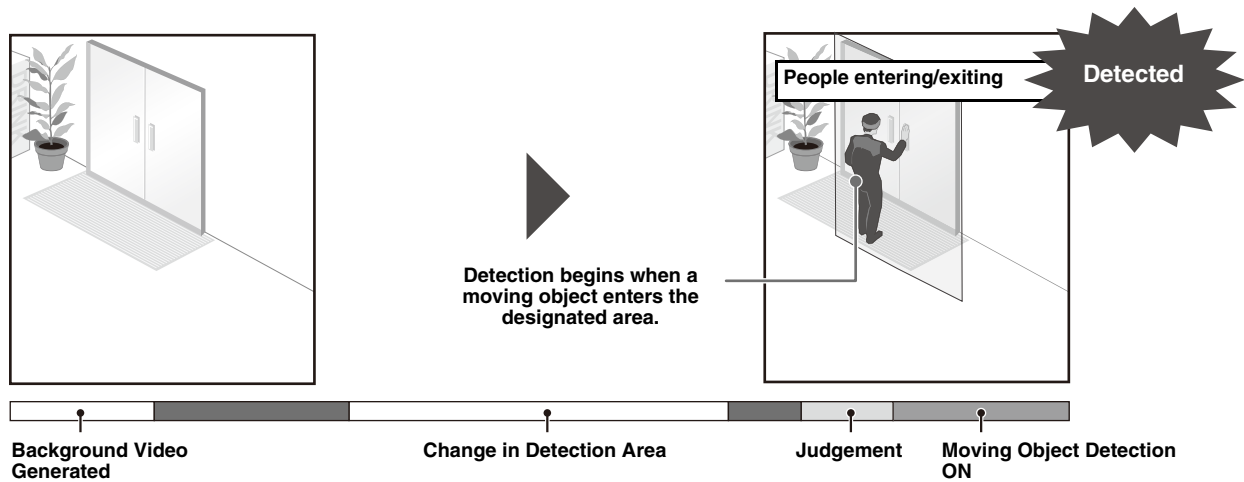 People entering/exiting
Detected
Detection begins when a
moving object enters the
designated area.
Background Video
Generated
Change in Detection Area
Judgement
Moving Object Detection
ON